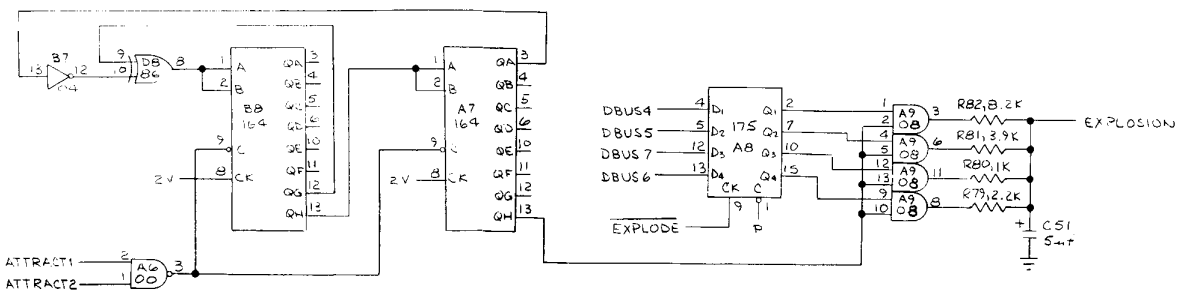 B7
13
12
04
9
10
D8
86
8
1
2
A
B
B8
164
9
C
2V
8
CK
QA 3
QB 4
QC 5
QD 6
QE 10
QF 11
QG 12
QH 13
1
2
A
B
A7
164
9
C
2V
8
CK
QA 3
QB 4
QC 5
QD 6
QE 10
QF 11
QG 12
QH 13
ATTRACT1 2
ATTRACT2 1
A6
00
3
DBUS4 4 D1
DBUS5 5 D2
DBUS7 12 D3
DBUS6 13 D4
175
A8
Q1 2
Q2 7
Q3 10
Q4 15
CK C
9 1
EXPLODE
P
1
2
A9
08
3
R82,8.2K
4
5
A9
08
6
R81,3.9K
12
13
A9
08
11
R80,1K
9
10
A9
08
8
R79,2.2K
EXPLOSION
+
C51